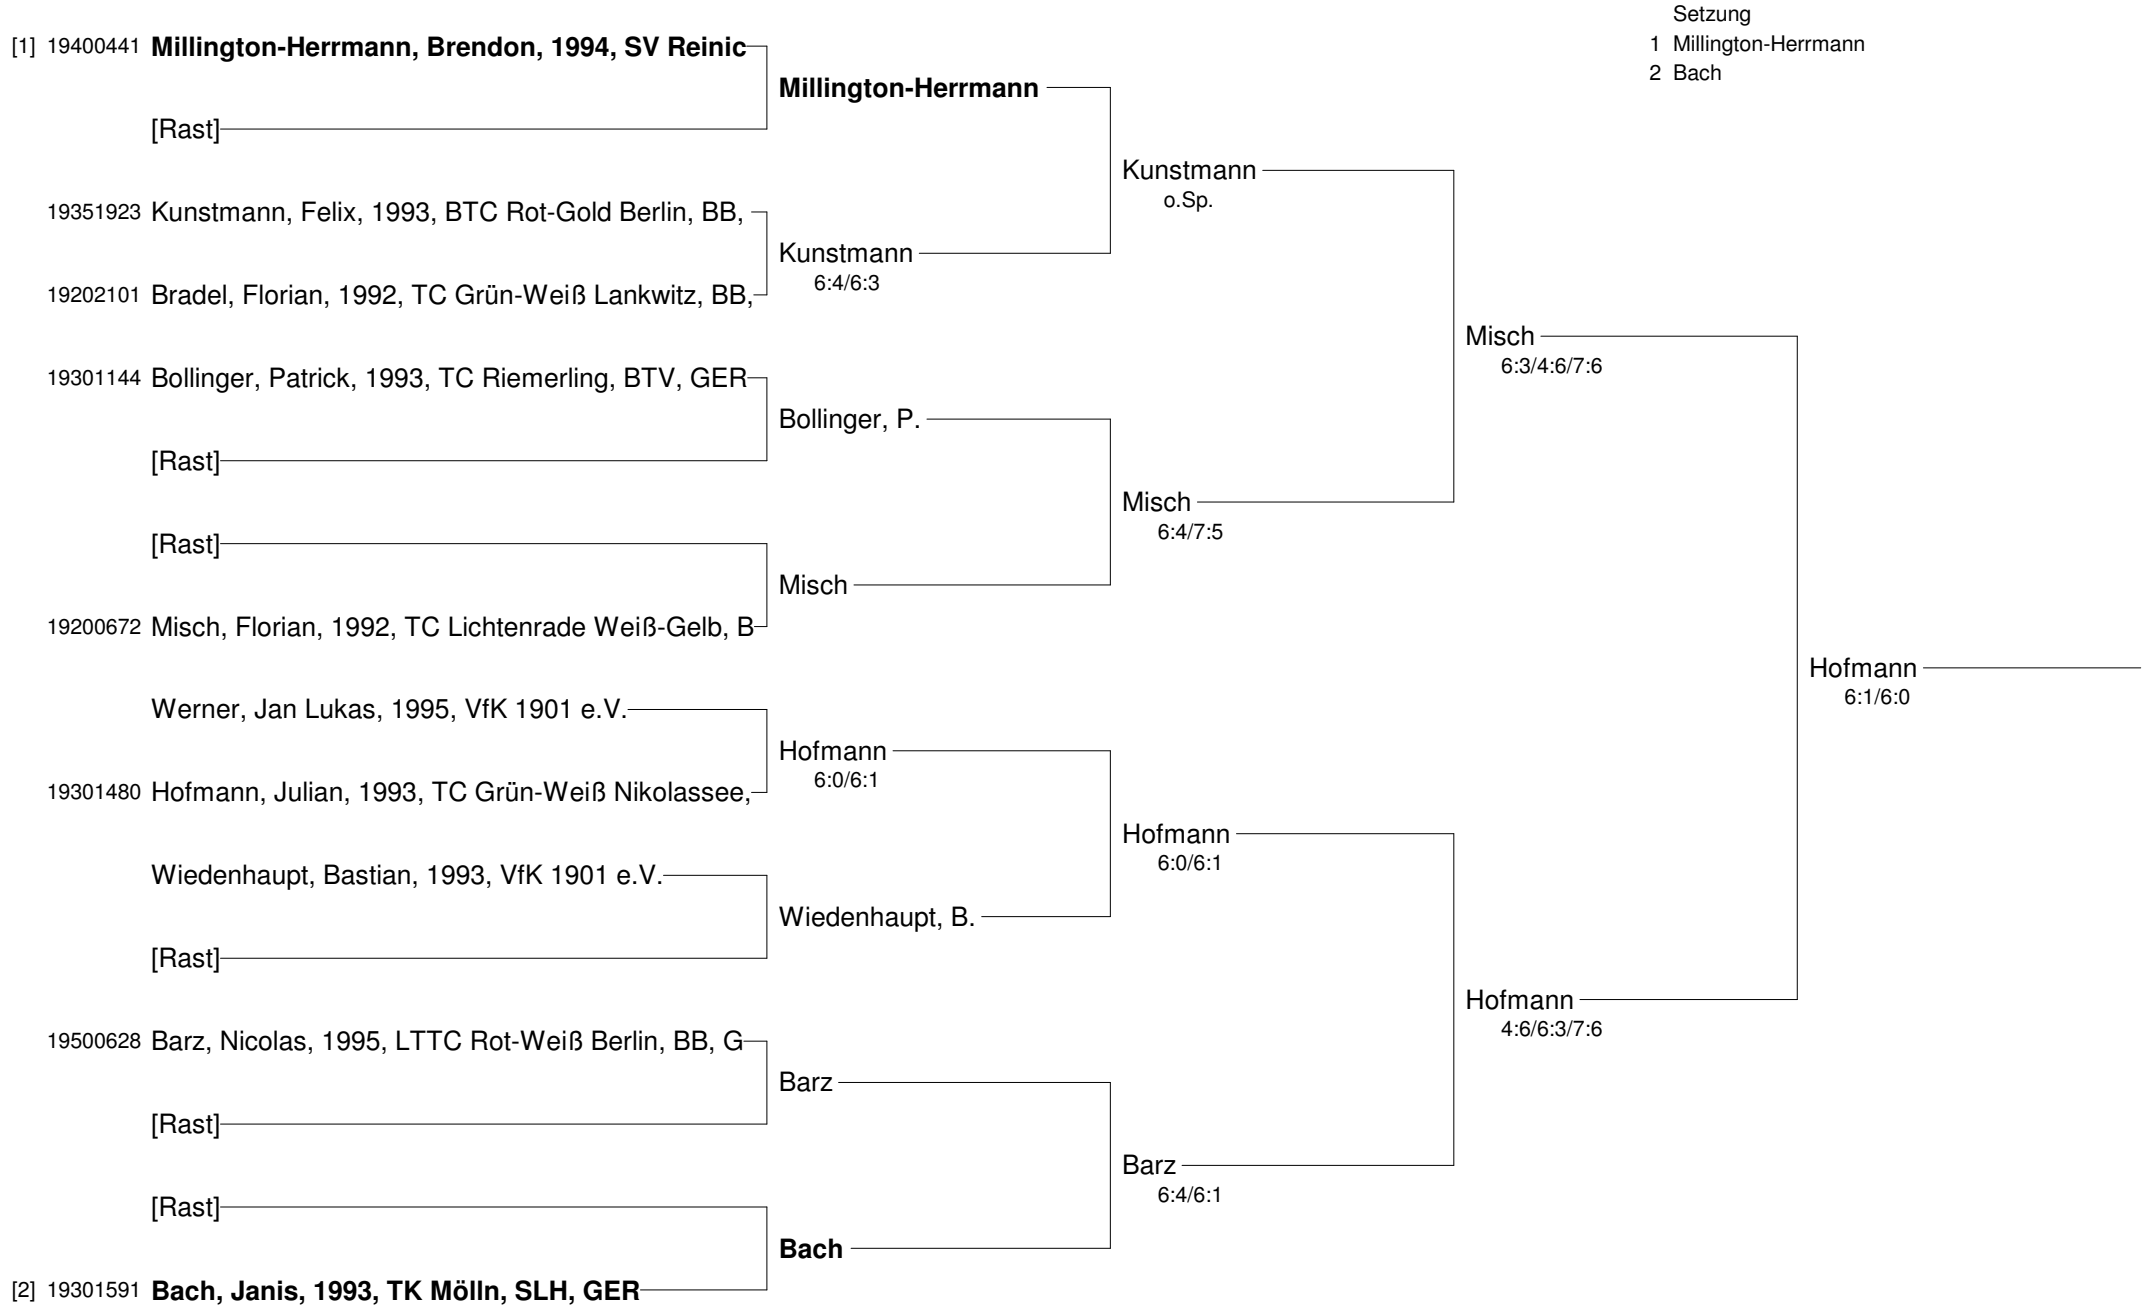 Setzung
1 Millington-Herrmann
2 Bach
[1] 19400441 Millington-Herrmann, Brendon, 1994, SV Reinic
Millington-Herrmann
[Rast]
Kunstmann
o.Sp.
19351923 Kunstmann, Felix, 1993, BTC Rot-Gold Berlin, BB,
Kunstmann
6:4/6:3
19202101 Bradel, Florian, 1992, TC Grün-Weiß Lankwitz, BB,
Misch
6:3/4:6/7:6
19301144 Bollinger, Patrick, 1993, TC Riemerling, BTV, GER
Bollinger, P.
[Rast]
Misch
6:4/7:5
[Rast]
Misch
19200672 Misch, Florian, 1992, TC Lichtenrade Weiß-Gelb, B
Hofmann
6:1/6:0
Werner, Jan Lukas, 1995, VfK 1901 e.V.
Hofmann
6:0/6:1
19301480 Hofmann, Julian, 1993, TC Grün-Weiß Nikolassee,
Hofmann
6:0/6:1
Wiedenhaupt, Bastian, 1993, VfK 1901 e.V.
Wiedenhaupt, B.
[Rast]
Hofmann
4:6/6:3/7:6
19500628 Barz, Nicolas, 1995, LTTC Rot-Weiß Berlin, BB, G
Barz
[Rast]
Barz
6:4/6:1
[Rast]
Bach
[2] 19301591 Bach, Janis, 1993, TK Mölln, SLH, GER